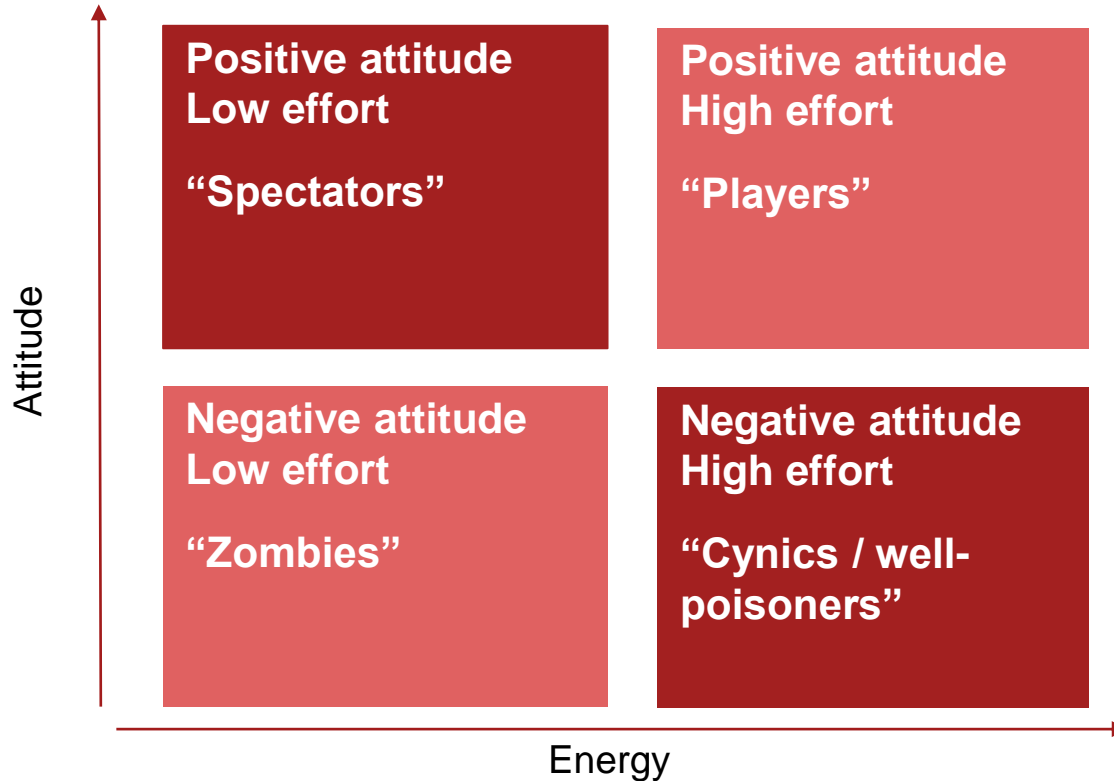 Attitude
Positive attitude
Low effort
“Spectators”
Positive attitude
High effort
“Players”
Negative attitude
Low effort
“Zombies”
Negative attitude
High effort
“Cynics / well-
poisoners”
Energy